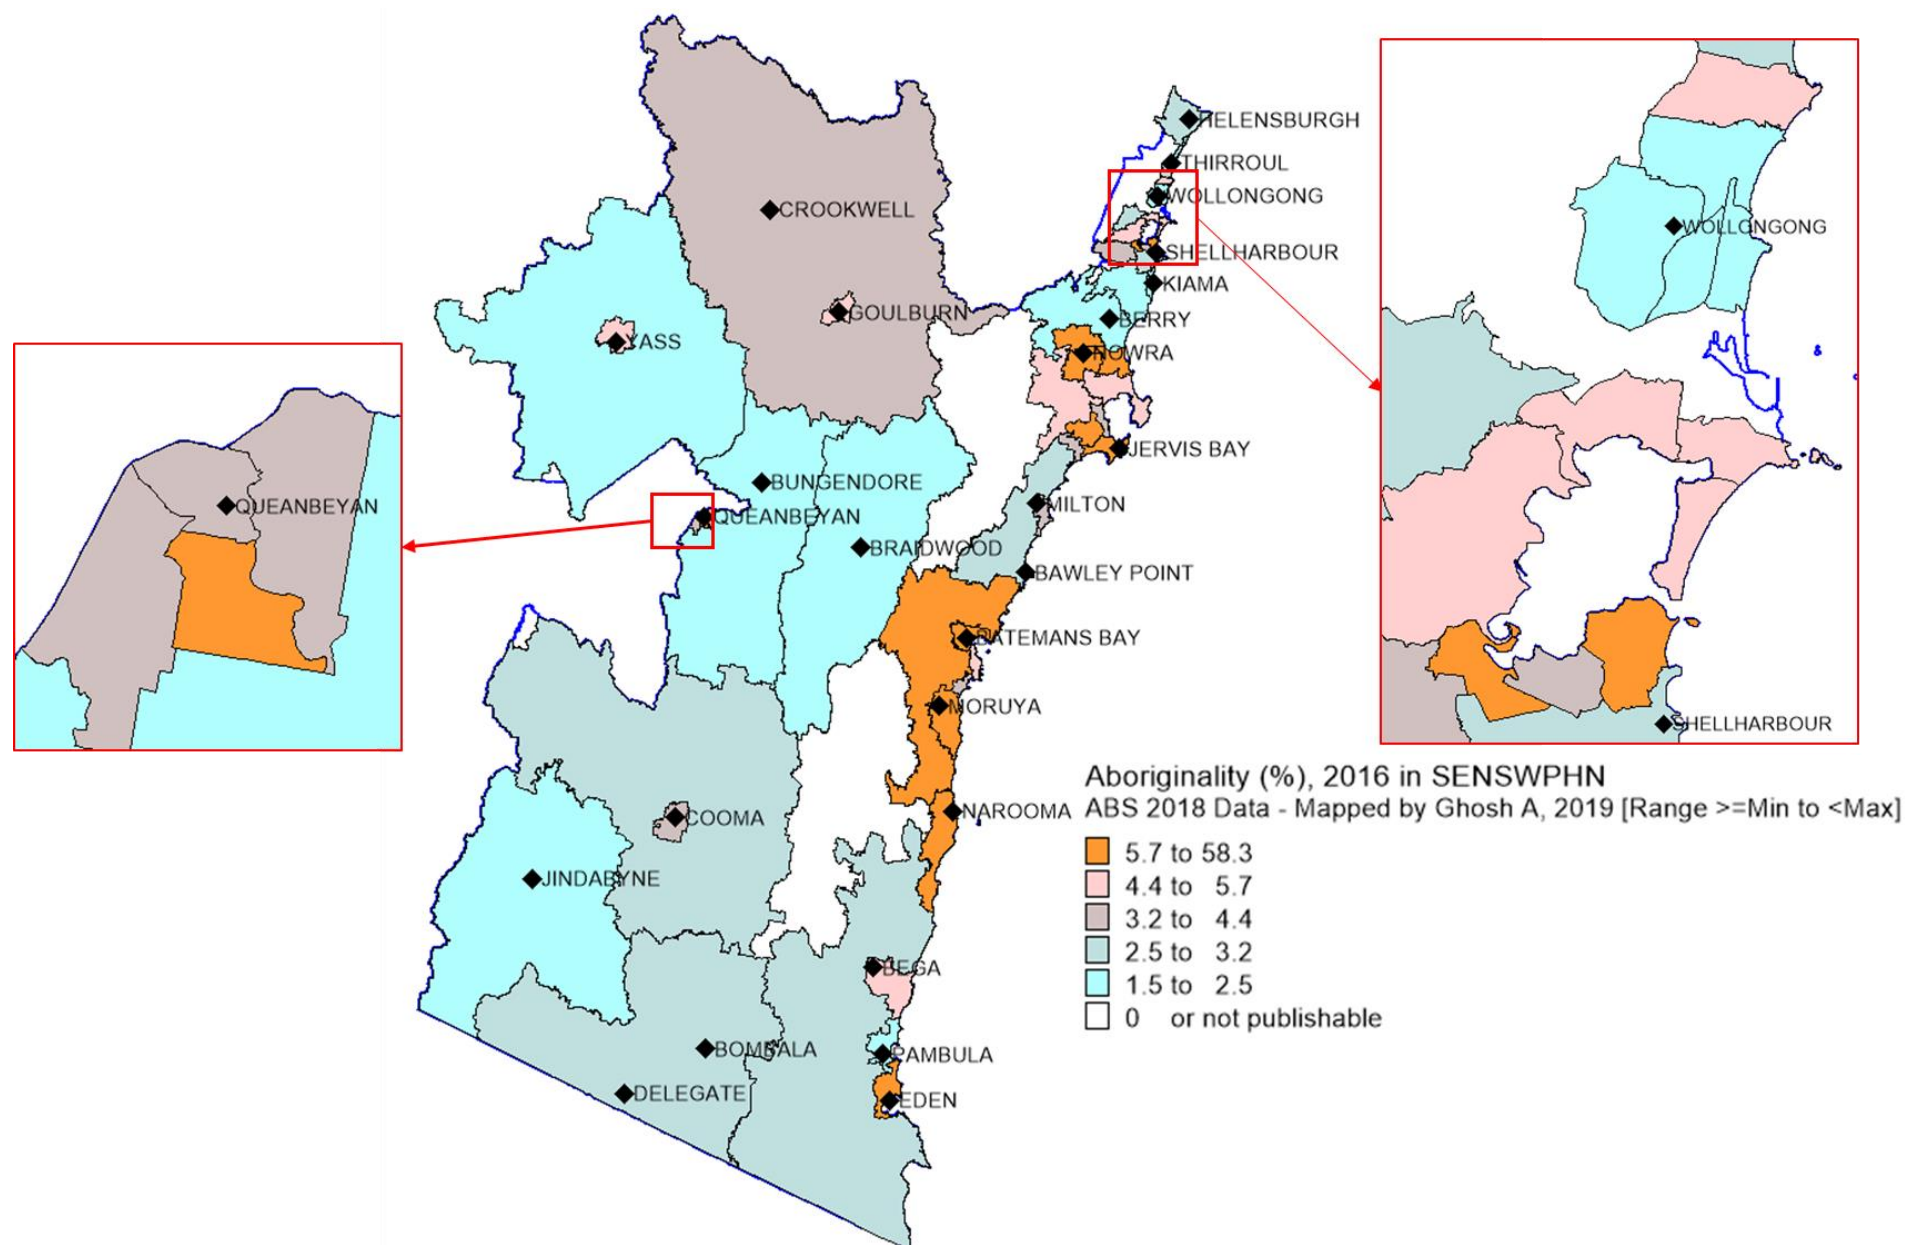 HELENSBURGH
THIRROUL
CROOKWELL
WOLLONGONG
WOLLONGONG
SHELLHARBOUR
KIAMA
GOULBURN
BERRY
YASS
NOWRA
JERVIS BAY
BUNGENDORE
MILTON
QUEANBEYAN
QUEANBEYAN
BRAIDWOOD
BAWLEY POINT
BATEMANS BAY
MORUYA
SHELLHARBOUR
NAROOMA
COOMA
JINDABYNE
BEGA
BOMBALA
PAMBULA
DELEGATE
EDEN
Aboriginality (%), 2016 in SENSWPHN
ABS 2018 Data - Mapped by Ghosh A, 2019 [Range >=Min to <Max]
5.7 to 58.3
4.4 to 5.7
3.2 to 4.4
2.5 to 3.2
1.5 to 2.5
0 or not publishable